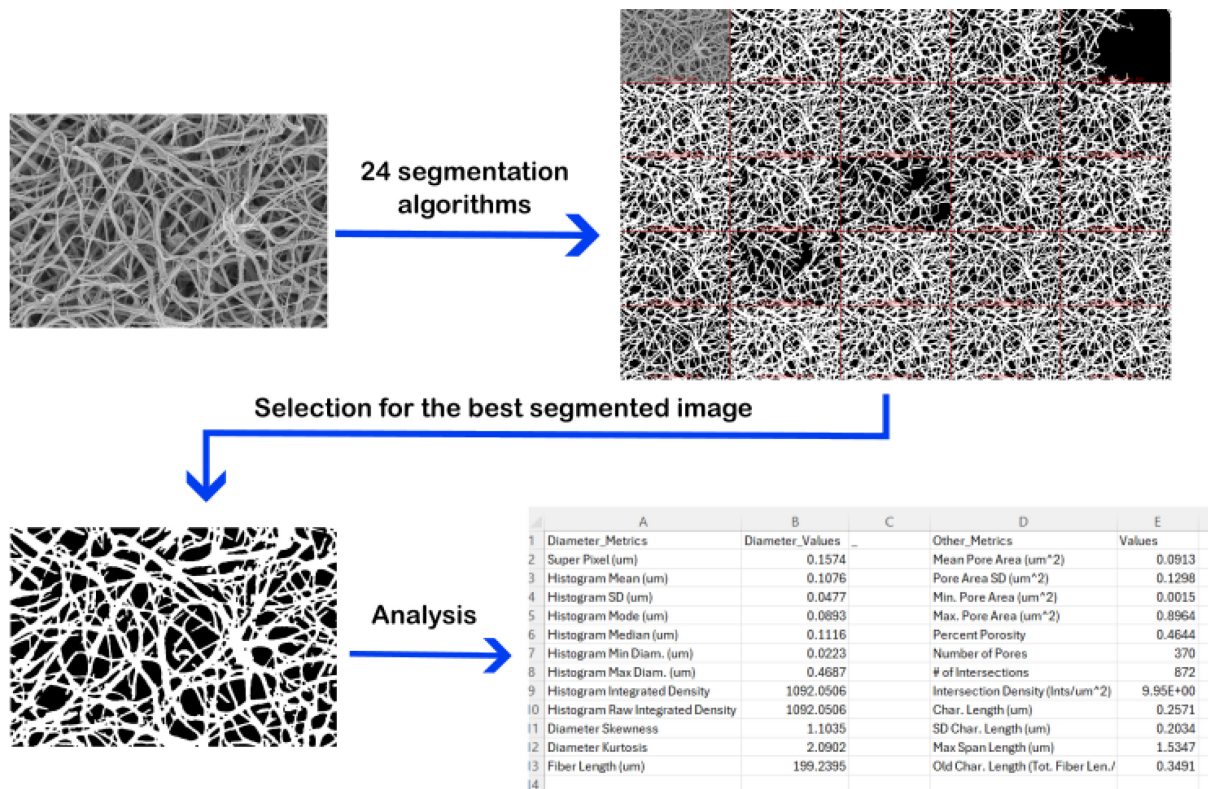 24 segmentation
algorithms
Selection for the best segmented image
Analysis
A B C D E
1 Diameter_Metrics Diameter_Values _ Other_Metrics Values
2 Super Pixel (um) 0.1574 Mean Pore Area (um^2) 0.0913
3 Histogram Mean (um) 0.1076 Pore Area SD (um^2) 0.1298
4 Histogram SD (um) 0.0477 Min. Pore Area (um^2) 0.0015
5 Histogram Mode (um) 0.0893 Max. Pore Area (um^2) 0.8964
6 Histogram Median (um) 0.1116 Percent Porosity 0.4644
7 Histogram Min Diam. (um) 0.0223 Number of Pores 370
8 Histogram Max Diam. (um) 0.4687 # of Intersections 872
9 Histogram Integrated Density 1092.0506 Intersection Density (Ints/um^2) 9.95E+00
10 Histogram Raw Integrated Density 1092.0506 Char. Length (um) 0.2571
11 Diameter Skewness 1.1035 SD Char. Length (um) 0.2034
12 Diameter Kurtosis 2.0902 Max Span Length (um) 1.5347
13 Fiber Length (um) 199.2395 Old Char. Length (Tot. Fiber Len./ 0.3491
14